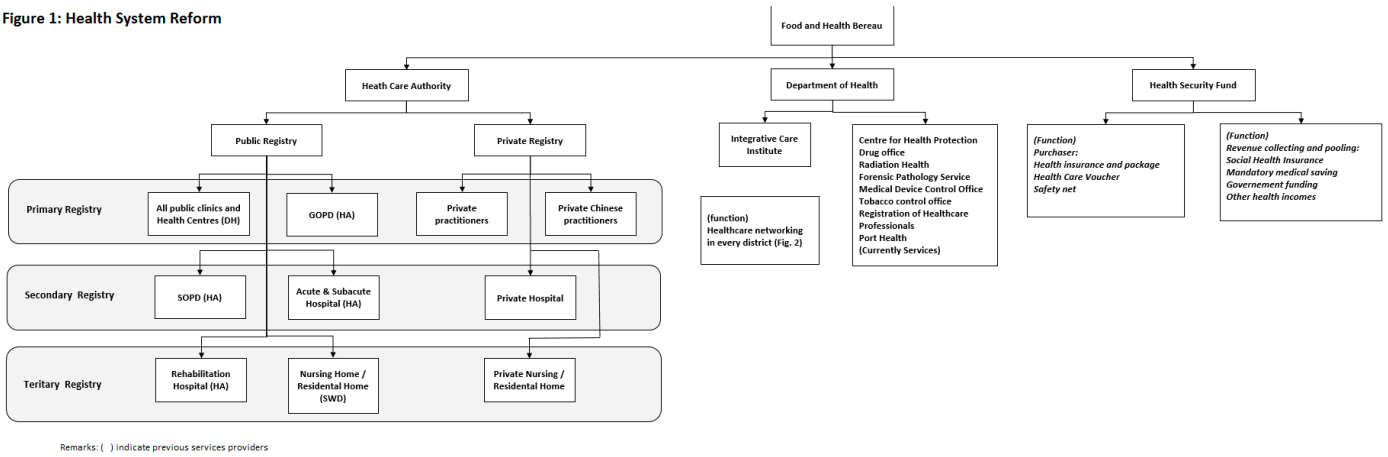 Figure 1: Health System Reform
Food and Health Bereau
Heath Care Authority
Department of Health
Health Security Fund
Public Registry
Private Registry
Integrative Care
Institute
Centre for Health Protection
Drug office
Radiation Health
Forensic Pathology Service
Medical Device Control Office
Tobacco control office
Registration of Healthcare
Professionals
Port Health
(Currently Services)
(Function)
Purchaser:
Health insurance and package
Health Care Voucher
Safety net
(Function)
Revenue collecting and pooling:
Social Health Insurance
Mandatory medical saving
Governement funding
Other health incomes
(function)
Healthcare networking
in every district (Fig. 2)
Primary Registry
All public clinics and
Health Centres (DH)
GOPD (HA)
Private
practitioners
Private Chinese
practitioners
Secondary Registry
SOPD (HA)
Acute & Subacute
Hospital (HA)
Private Hospital
Teritary Registry
Rehabilitation
Hospital (HA)
Nursing Home /
Residental Home
(SWD)
Private Nursing /
Residental Home
Remarks: ( ) indicate previous services providers